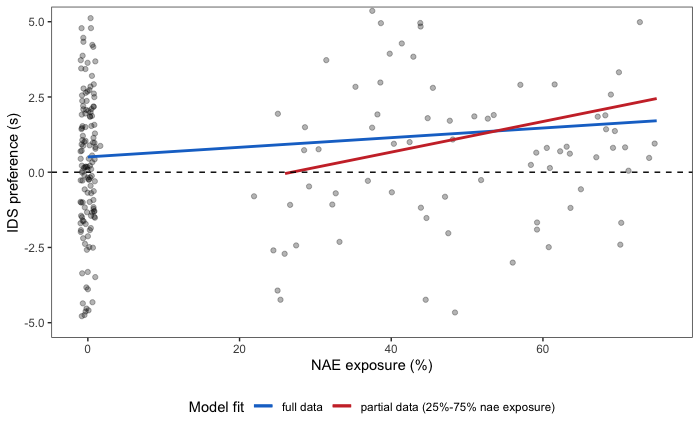 5.0
2.5
0.0
-2.5
-5.0
IDS preference (s)
0 20 40 60
NAE exposure (%)
Model fit full data partial data (25%-75% nae exposure)